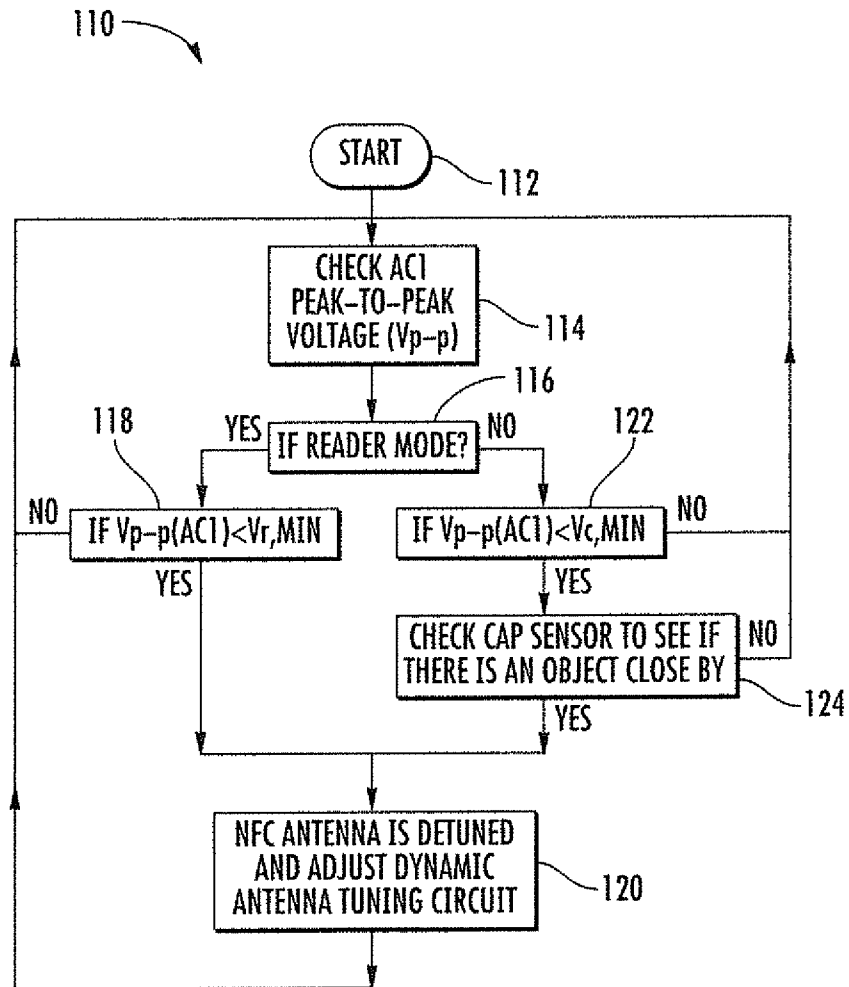 110
START
112
CHECK AC1
PEAK-TO-PEAK
VOLTAGE (Vp-p)
114
116
YES
IF READER MODE?
NO
118
122
NO
IF Vp-p(AC1)<Vr,MIN
IF Vp-p(AC1)<Vc,MIN
NO
YES
YES
CHECK CAP SENSOR TO SEE IF
THERE IS AN OBJECT CLOSE BY
NO
124
YES
NFC ANTENNA IS DETUNED
AND ADJUST DYNAMIC
ANTENNA TUNING CIRCUIT
120